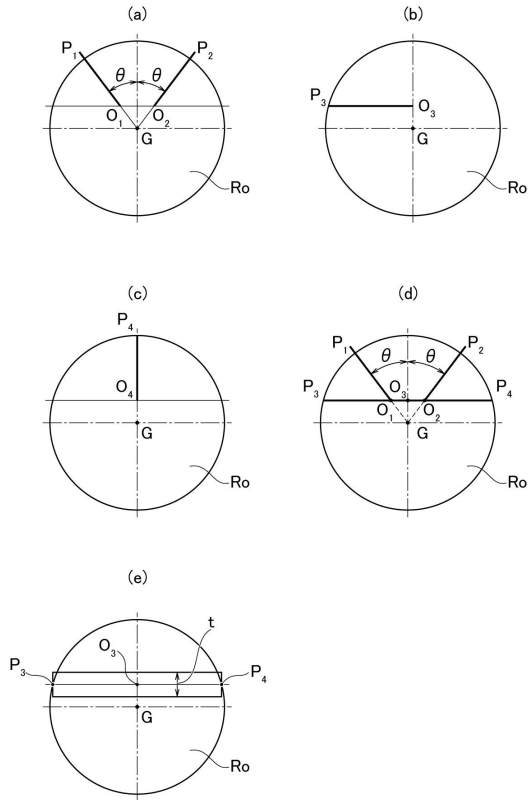 (a)
P1 θ θ P2
O1 O2
G
Ro
(b)
P3 O3
G
Ro
(c)
P4
O4
G
Ro
(d)
P1 θ θ P2
P3 O3 P4
O1 O2
G
Ro
(e)
t
P3 O3 P4
G
Ro